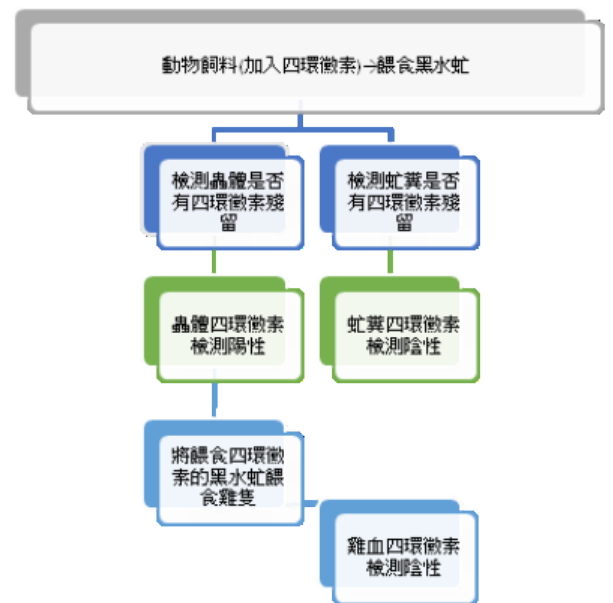 動物飼料(加入四環黴素)→餵食黑水虻
檢測蟲體是否
有四環黴素殘
留
檢測虻糞是否
有四環黴素殘
留
蟲體四環黴素
檢測陽性
虻糞四環黴素
檢測陰性
將餵食四環黴
素的黑水虻餵
食雞隻
雞血四環黴素
檢測陰性